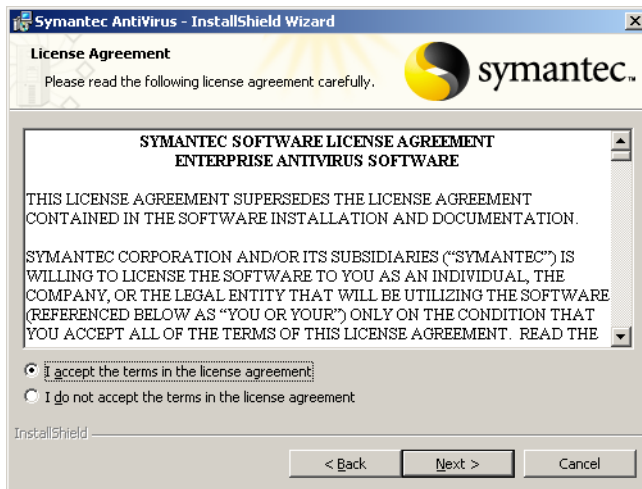 Symantec AntiVirus - InstallShield Wizard
License Agreement
Please read the following license agreement carefully.
symantec™
SYMANTEC SOFTWARE LICENSE AGREEMENT
ENTERPRISE ANTIVIRUS SOFTWARE
THIS LICENSE AGREEMENT SUPERSEDES THE LICENSE AGREEMENT
CONTAINED IN THE SOFTWARE INSTALLATION AND DOCUMENTATION.
SYMANTEC CORPORATION AND/OR ITS SUBSIDIARIES (“SYMANTEC”) IS
WILLING TO LICENSE THE SOFTWARE TO YOU AS AN INDIVIDUAL, THE
COMPANY, OR THE LEGAL ENTITY THAT WILL BE UTILIZING THE SOFTWARE
(REFERENCED BELOW AS “YOU OR YOUR”) ONLY ON THE CONDITION THAT
YOU ACCEPT ALL OF THE TERMS OF THIS LICENSE AGREEMENT. READ THE
I accept the terms in the license agreement
I do not accept the terms in the license agreement
InstallShield
< Back
Next >
Cancel